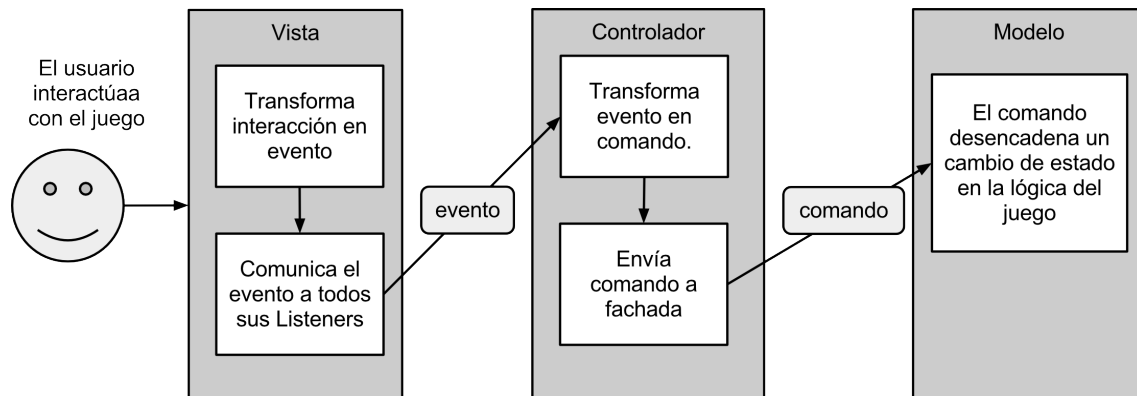 El usuario
interactúaa
con el juego
Vista
Transforma
interacción en
evento
Comunica el
evento a todos
sus Listeners
evento
Controlador
Transforma
evento en
comando.
Envía
comando a
fachada
comando
Modelo
El comando
desencadena un
cambio de estado
en la lógica del
juego